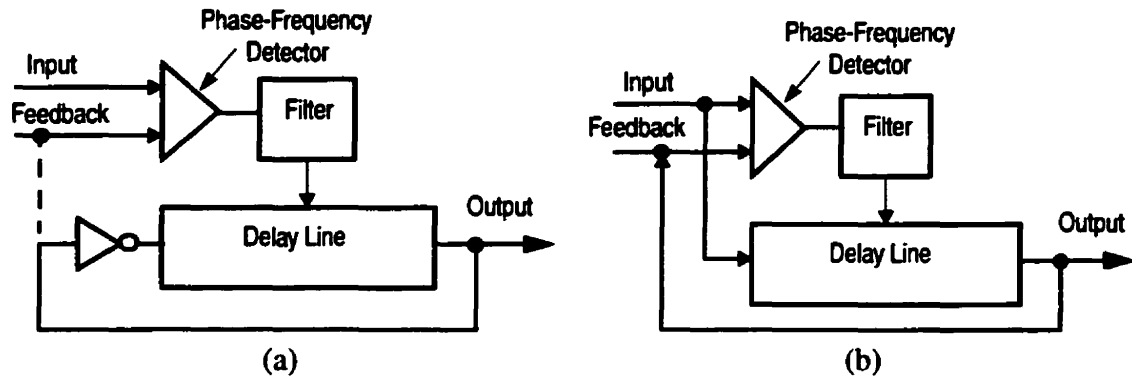 Phase-Frequency
Detector
Input
Feedback
Filter
Delay Line
Output
(a)
Phase-Frequency
Detector
Input
Feedback
Filter
Delay Line
Output
(b)